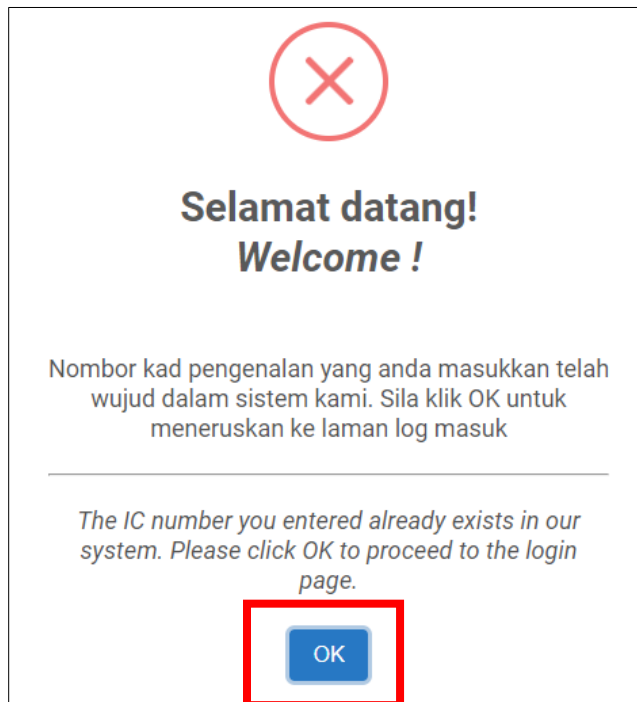 Selamat datang!
Welcome !
Nombor kad pengenalan yang anda masukkan telah
wujud dalam sistem kami. Sila klik OK untuk
meneruskan ke laman log masuk
The IC number you entered already exists in our
system. Please click OK to proceed to the login
page.
OK